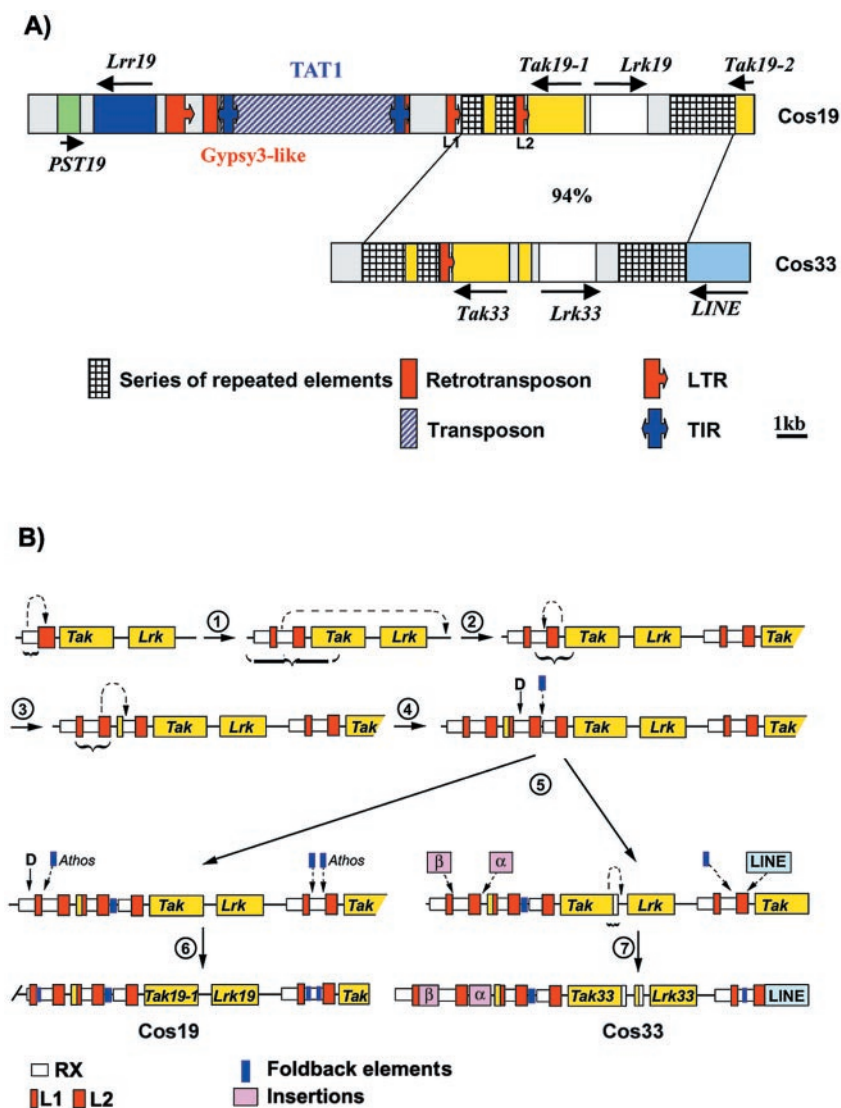 A)
Lrr19 TAT1 Tak19-1 Lrk19 Tak19-2
Cos19
L1 L2
PST19 Gypsy3-like
94%
Cos33
Tak33 Lrk33 LINE
Series of repeated elements Retrotransposon LTR
Transposon TIR 1kb
B)
Tak Lrk ① Tak Lrk ② Tak Lrk Tak
③ Tak Lrk Tak ④ D Tak Lrk Tak
⑤
D Athos Athos β α LINE
Tak Lrk Tak Tak Lrk Tak
⑥ ⑦
Tak19-1 Lrk19 Tak β α Tak33 Lrk33 LINE
Cos19 Cos33
RX Foldback elements
L1 L2 Insertions